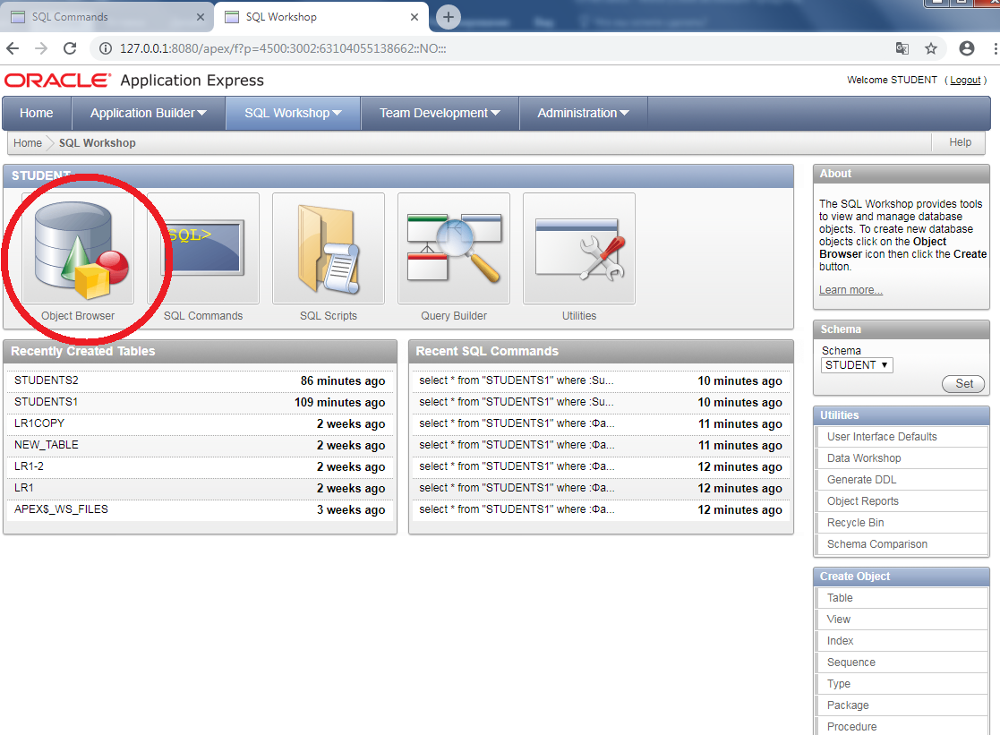 SQL Commands
SQL Workshop
127.0.0.1:8080/apex/f?p=4500:3002:63104055138662::NO:::
ORACLE Application Express
Welcome STUDENT ( Logout )
Home
Application Builder
SQL Workshop
Team Development
Administration
Home
SQL Workshop
Help
STUDENT
SQL>
Object Browser
SQL Commands
SQL Scripts
Query Builder
Utilities
Recently Created Tables
STUDENTS2 86 minutes ago
STUDENTS1 109 minutes ago
LR1COPY 2 weeks ago
NEW_TABLE 2 weeks ago
LR1-2 2 weeks ago
LR1 2 weeks ago
APEX$_WS_FILES 3 weeks ago
Recent SQL Commands
select * from "STUDENTS1" where :Su... 10 minutes ago
select * from "STUDENTS1" where :Su... 10 minutes ago
select * from "STUDENTS1" where :Фа... 11 minutes ago
select * from "STUDENTS1" where :Фа... 11 minutes ago
select * from "STUDENTS1" where :Фа... 12 minutes ago
select * from "STUDENTS1" where :Фа... 12 minutes ago
select * from "STUDENTS1" where :Фа... 12 minutes ago
About
The SQL Workshop provides tools
to view and manage database
objects. To create new database
objects click on the Object
Browser icon then click the Create
button.
Learn more...
Schema
Schema
STUDENT
Set
Utilities
User Interface Defaults
Data Workshop
Generate DDL
Object Reports
Recycle Bin
Schema Comparison
Create Object
Table
View
Index
Sequence
Type
Package
Procedure